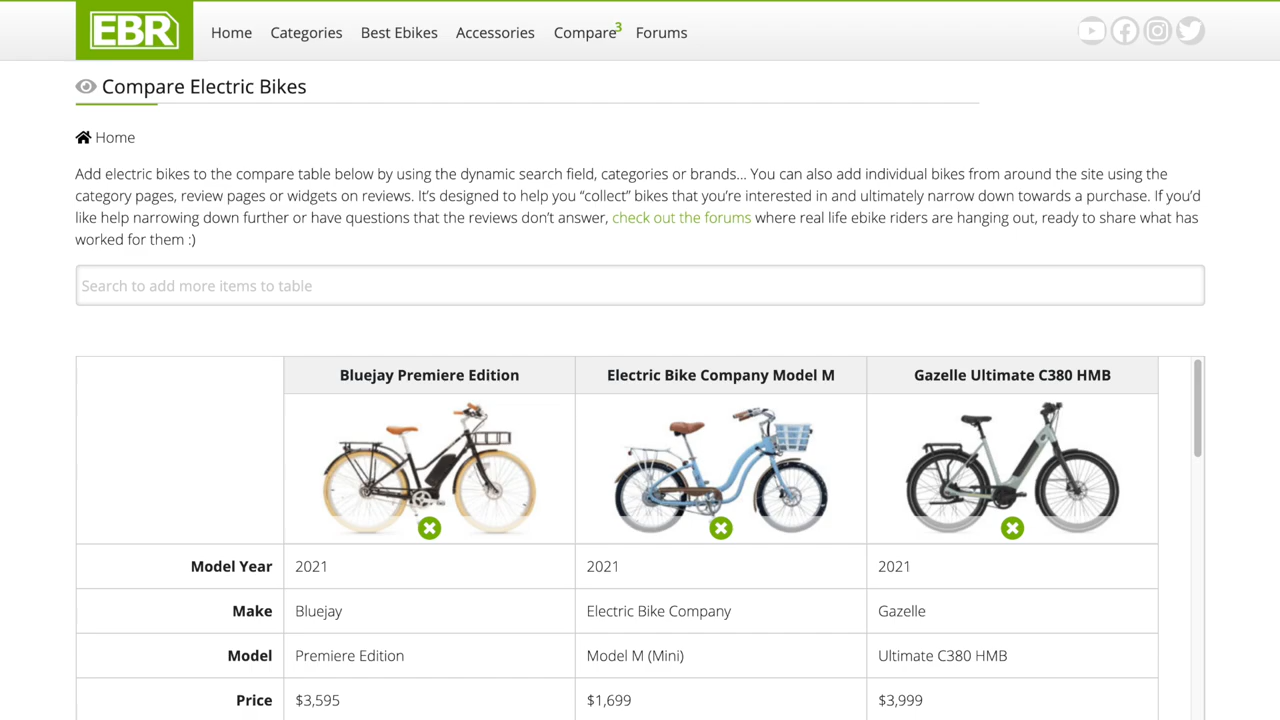 EBR
Home Categories Best Ebikes Accessories Compare3 Forums
Compare Electric Bikes
Home
Add electric bikes to the compare table below by using the dynamic search field, categories or brands... You can also add individual bikes from around the site using the
category pages, review pages or widgets on reviews. It's designed to help you “collect” bikes that you're interested in and ultimately narrow down towards a purchase. If you'd
like help narrowing down further or have questions that the reviews don't answer, check out the forums where real life ebike riders are hanging out, ready to share what has
worked for them :)
Search to add more items to table
Bluejay Premiere Edition Electric Bike Company Model M Gazelle Ultimate C380 HMB
Model Year 2021 2021 2021
Make Bluejay Electric Bike Company Gazelle
Model Premiere Edition Model M (Mini) Ultimate C380 HMB
Price $3,595 $1,699 $3,999